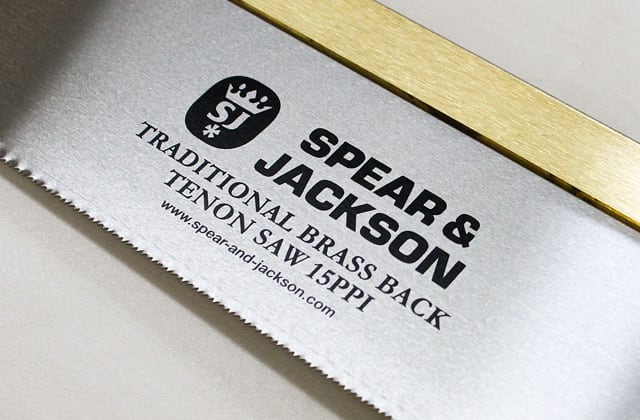 SJ
SPEAR &
JACKSON
TRADITIONAL BRASS BACK
TENON SAW 15PPI
www.spear-and-jackson.com